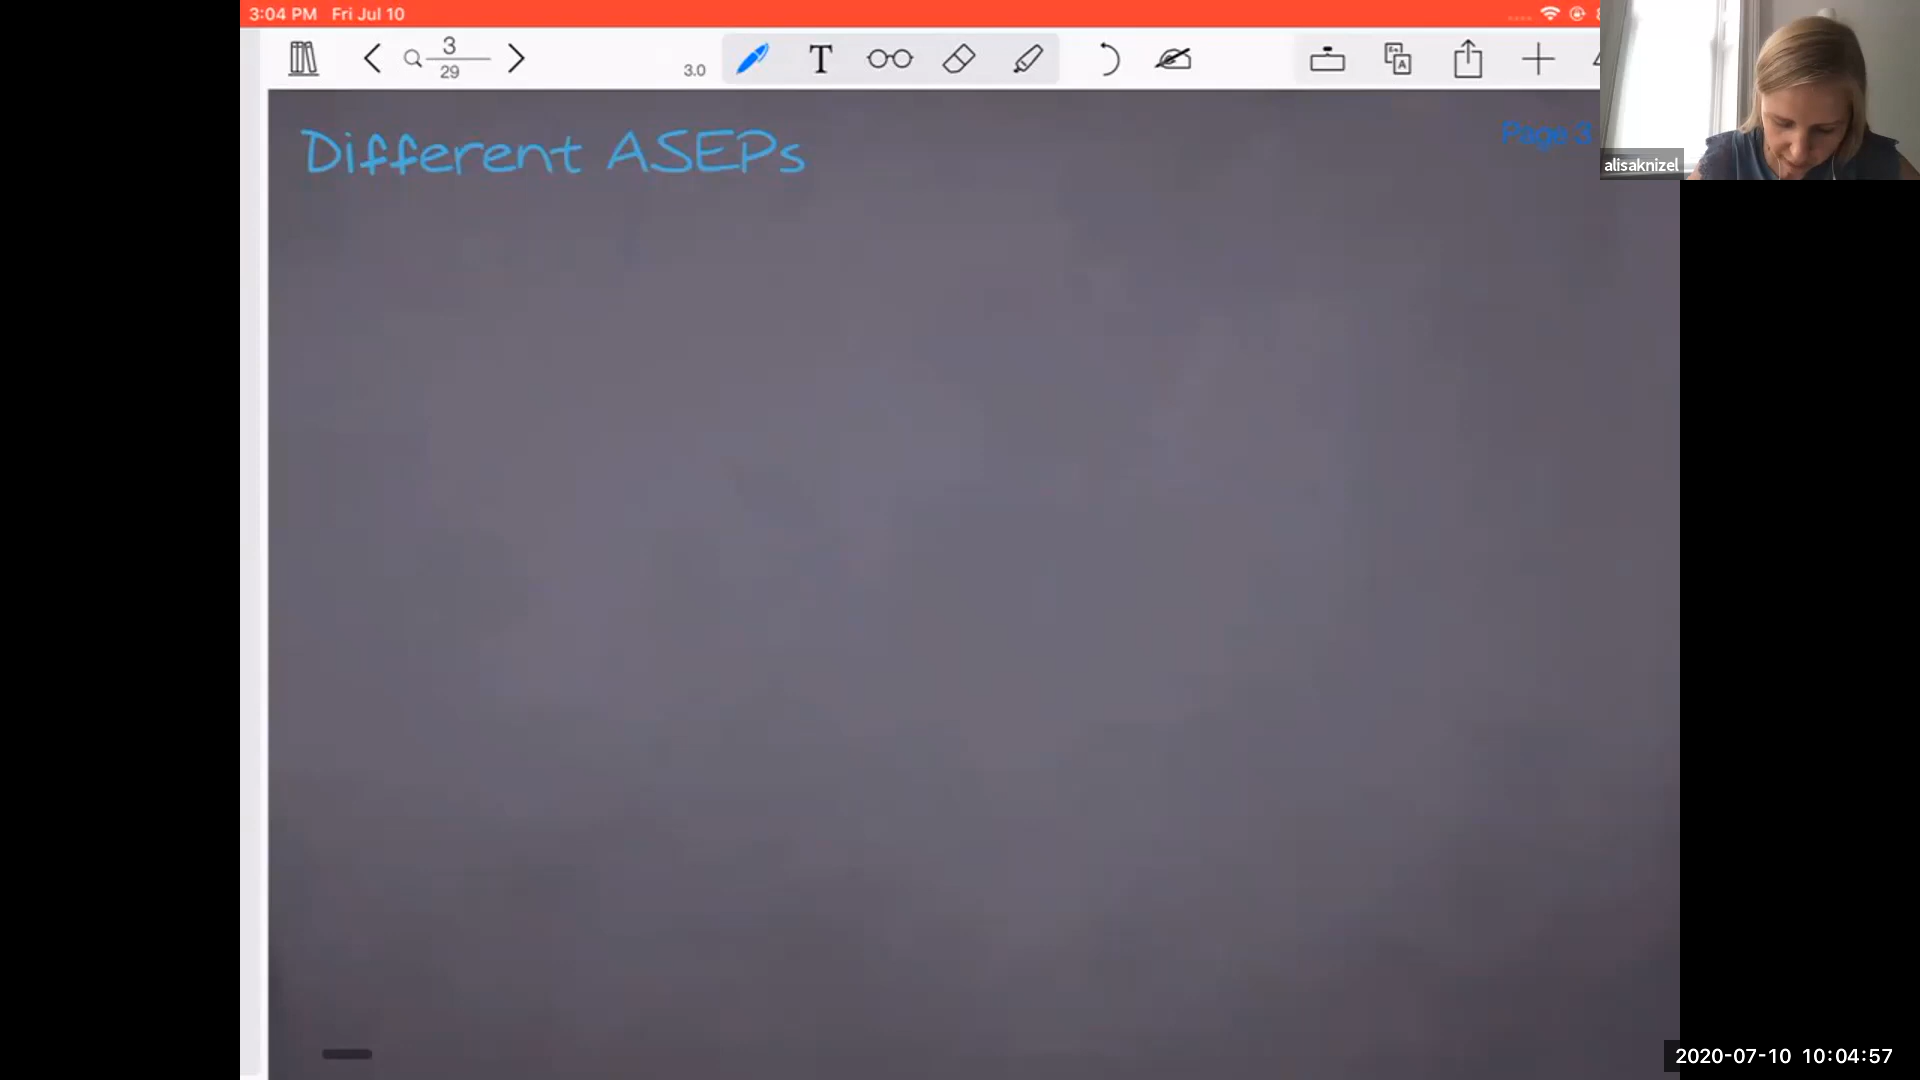 3:04 PM Fri Jul 10
3
29
3.0
T
A
Different ASEPs
Page 3
alisaknizel
2020-07-10 10:04:57